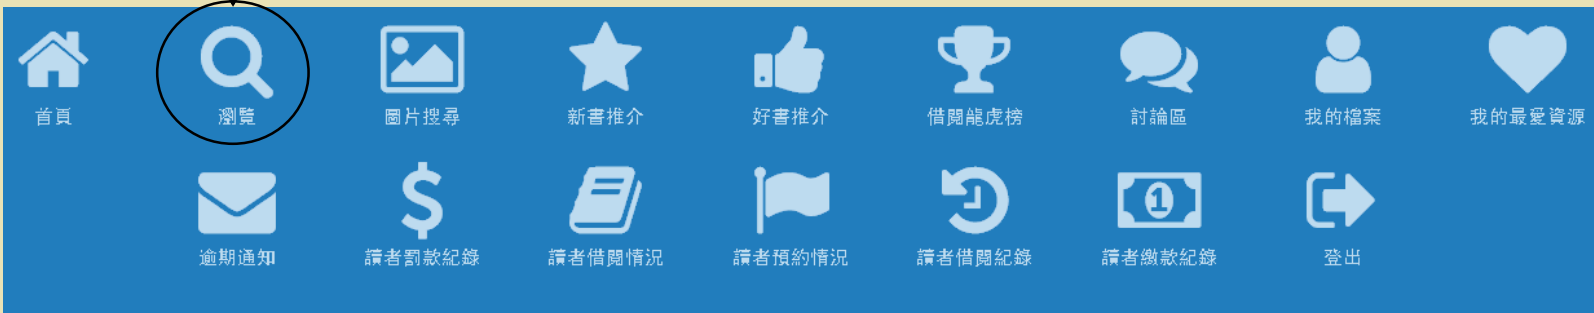 首頁 瀏覽 圖片搜尋 新書推介 好書推介 借閱龍虎榜 討論區 我的檔案 我的最愛資源
1
逾期通知 讀者罰款紀錄 讀者借閱情況 讀者預約情況 讀者借閱紀錄 讀者繳款紀錄 登出